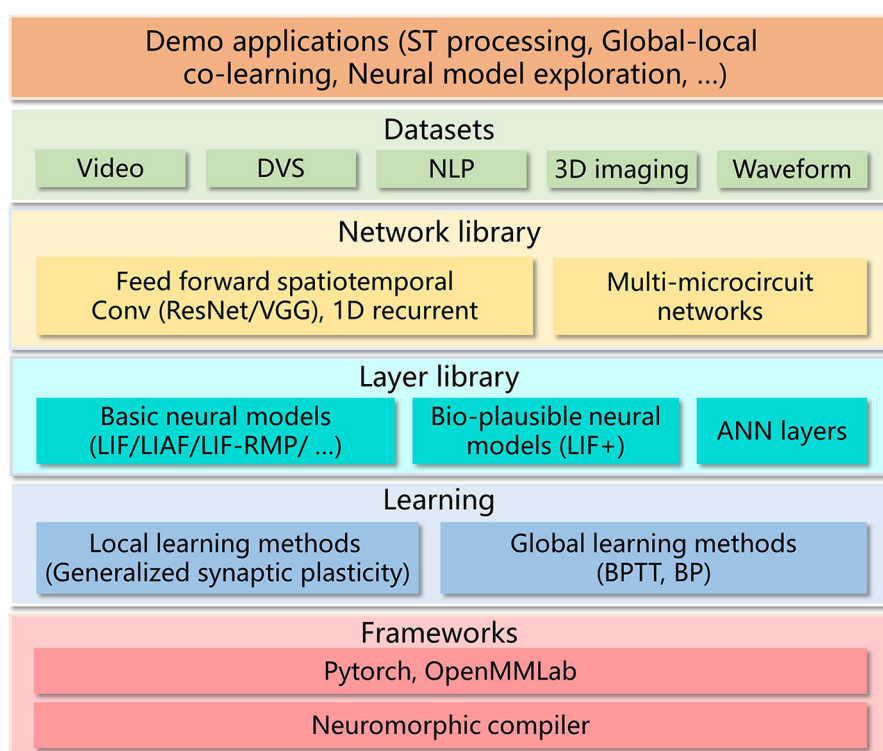 Demo applications (ST processing, Global-local
co-learning, Neural model exploration, ...)
Datasets
Video
DVS
NLP
3D imaging
Waveform
Network library
Feed forward spatiotemporal
Conv (ResNet/VGG), 1D recurrent
Multi-microcircuit
networks
Layer library
Basic neural models
(LIF/LIAF/LIF-RMP/ ...)
Bio-plausible neural
models (LIF+)
ANN layers
Learning
Local learning methods
(Generalized synaptic plasticity)
Global learning methods
(BPTT, BP)
Frameworks
Pytorch, OpenMMLab
Neuromorphic compiler